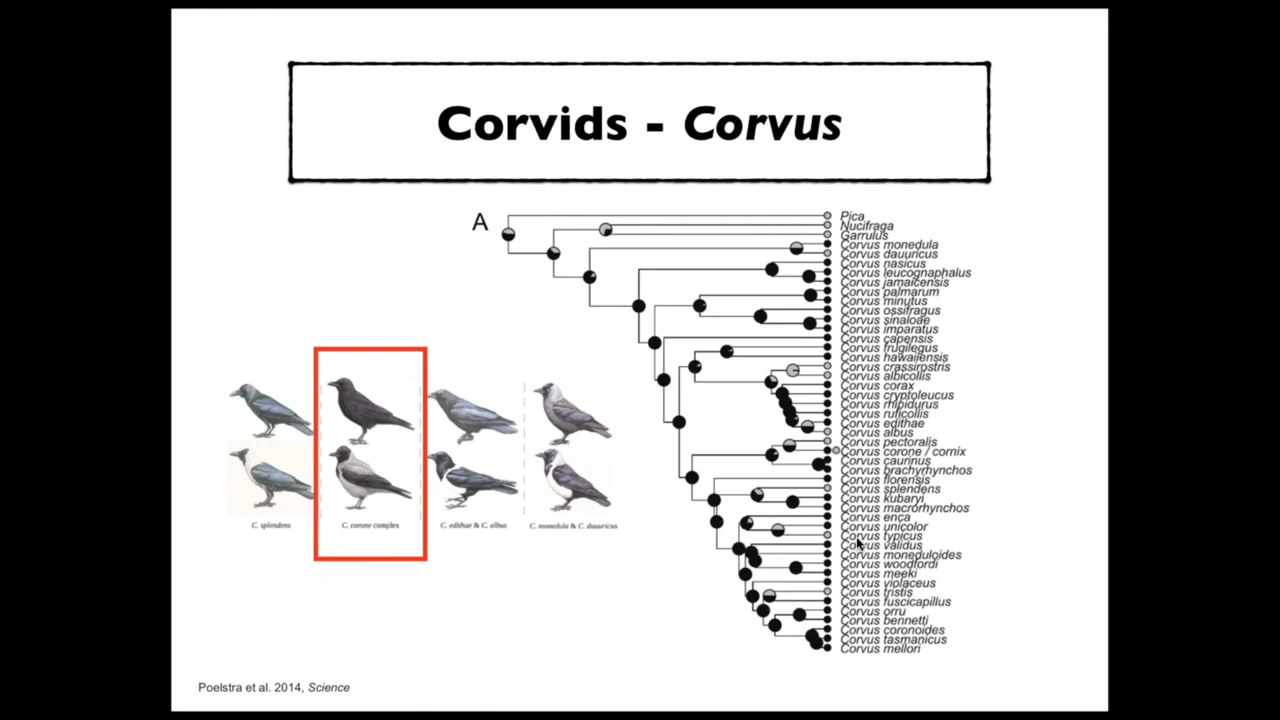 Corvids - Corvus
A
Pica
Nucifraga
Garrulus
Corvus monedula
Corvus dauuricus
Corvus nasicus
Corvus leucognaphalus
Corvus jamaicensis
Corvus palmarum
Corvus minutus
Corvus ossifragus
Corvus sinaloae
Corvus imparatus
Corvus capensis
Corvus frugilegus
Corvus hawaiiensis
Corvus crassirostris
Corvus albicollis
Corvus corax
Corvus cryptoleucus
Corvus rhipidurus
Corvus ruficollis
Corvus edithae
Corvus albus
Corvus pectoralis
Corvus corone / cornix
Corvus caurinus
Corvus brachyrhynchos
Corvus florensis
Corvus splendens
Corvus kubaryi
Corvus macrorhynchos
Corvus enca
Corvus unicolor
Corvus typicus
Corvus validus
Corvus moneduloides
Corvus woodfordi
Corvus meeki
Corvus violaceus
Corvus tristis
Corvus fuscicapillus
Corvus orru
Corvus bennetti
Corvus coronoides
Corvus tasmanicus
Corvus mellori
C. splendens
C. corone complex
C. edithae & C. albus
C. monedula & C. dauuricus
Poelstra et al. 2014, Science